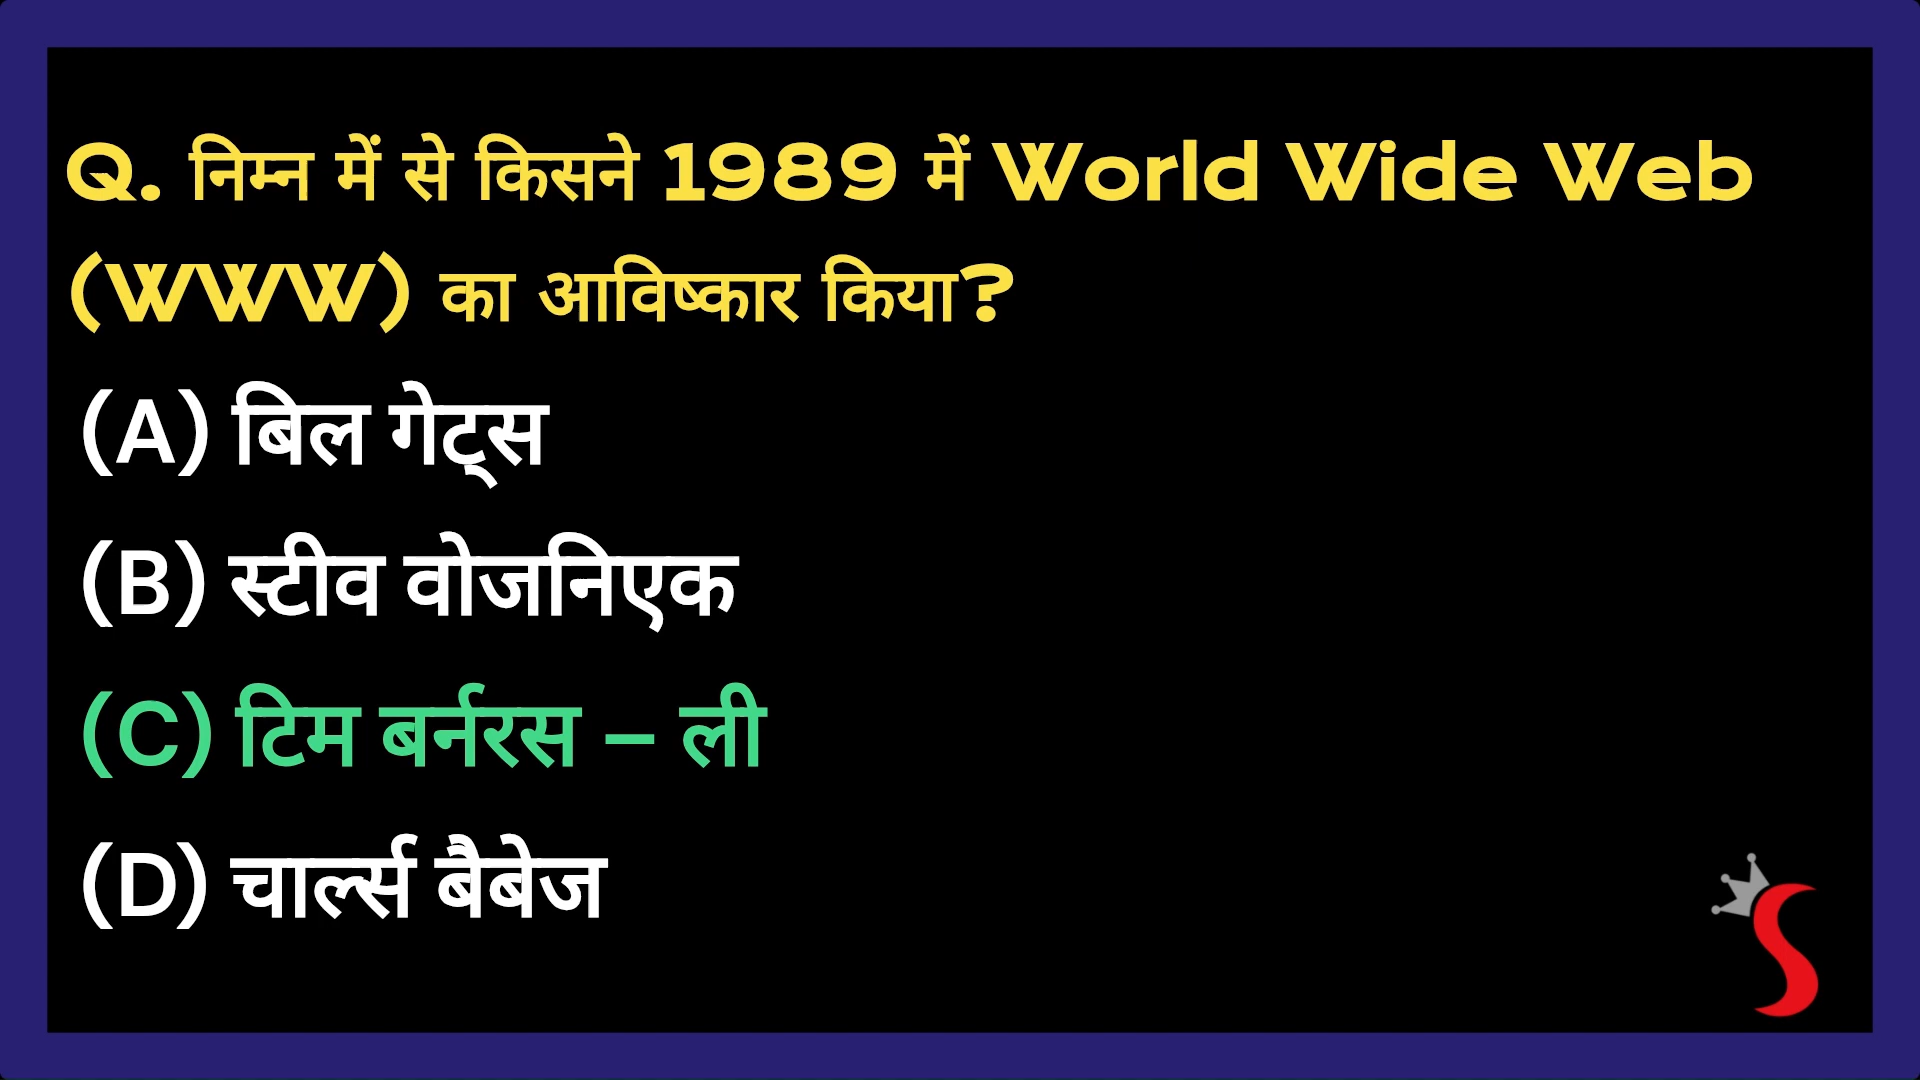 Q. निम्न में से किसने 1989 में World Wide Web
(WWW) का आविष्कार किया?
(A) बिल गेट्स
(B) स्टीव वोजनिएक
(C) टिम बर्नरस – ली
(D) चार्ल्स बैबेज